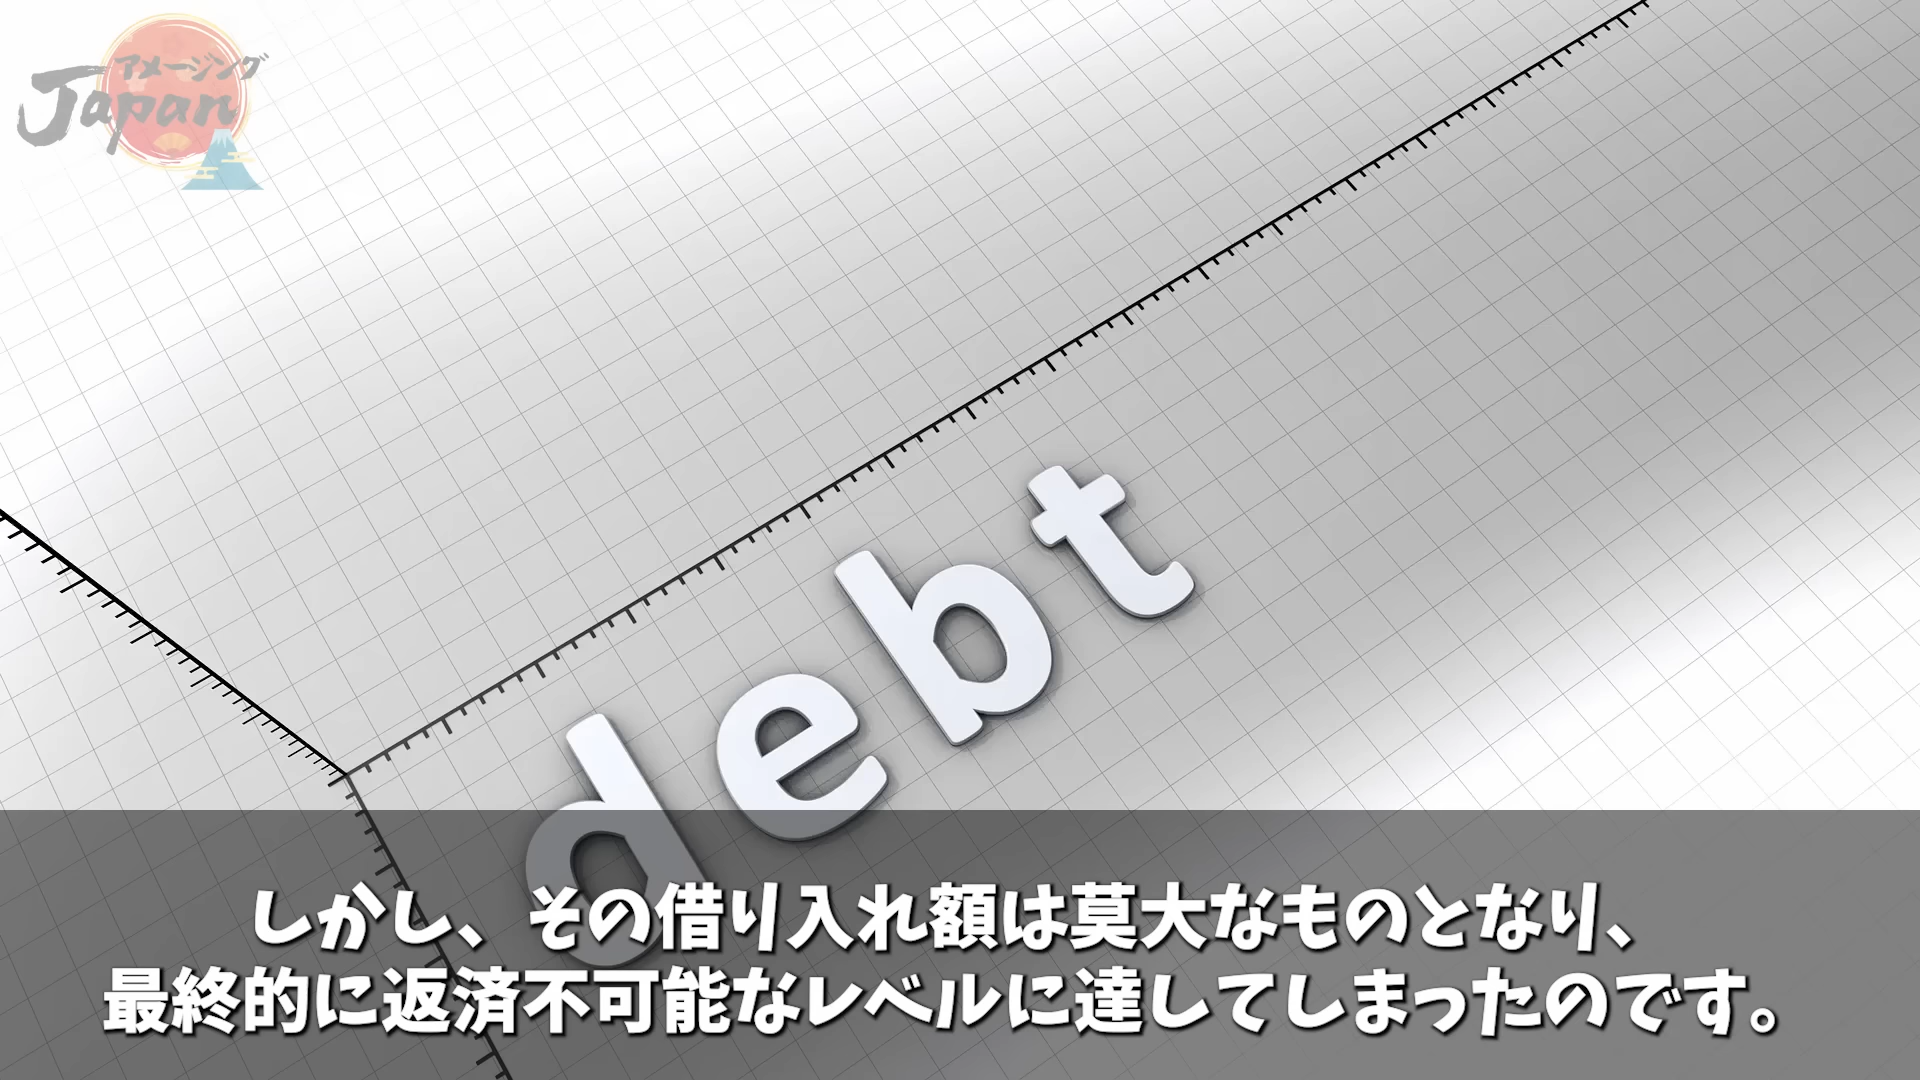 アメージング
Japan
debt
しかし、その借り入れ額は莫大なものとなり、
最終的に返済不可能なレベルに達してしまったのです。